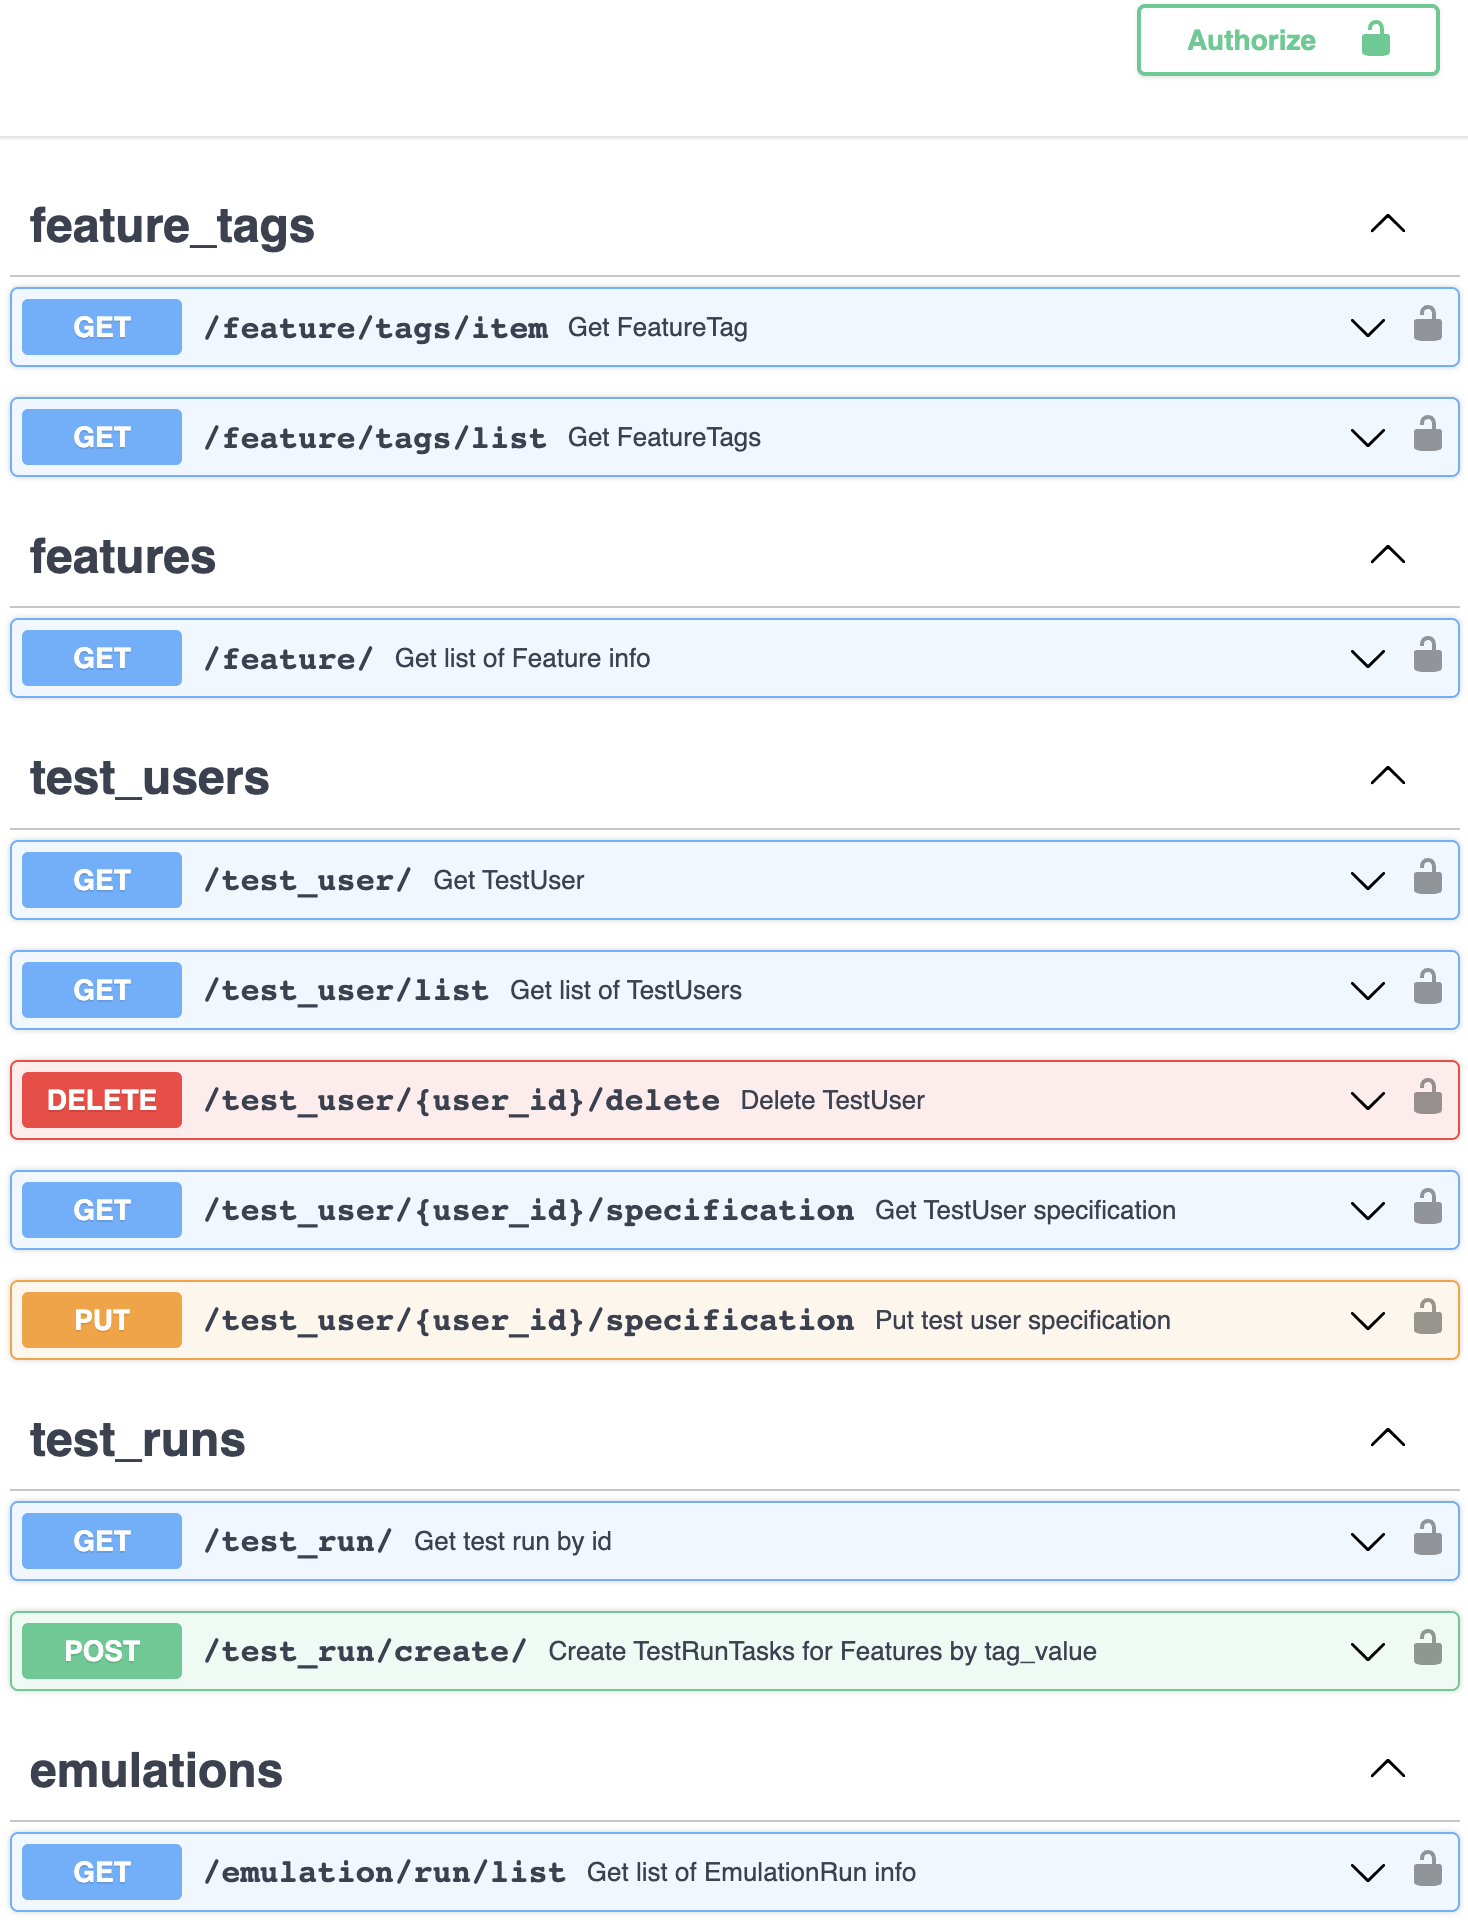 Authorize
feature_tags
GET /feature/tags/item Get FeatureTag
GET /feature/tags/list Get FeatureTags
features
GET /feature/ Get list of Feature info
test_users
GET /test_user/ Get TestUser
GET /test_user/list Get list of TestUsers
DELETE /test_user/{user_id}/delete Delete TestUser
GET /test_user/{user_id}/specification Get TestUser specification
PUT /test_user/{user_id}/specification Put test user specification
test_runs
GET /test_run/ Get test run by id
POST /test_run/create/ Create TestRunTasks for Features by tag_value
emulations
GET /emulation/run/list Get list of EmulationRun info